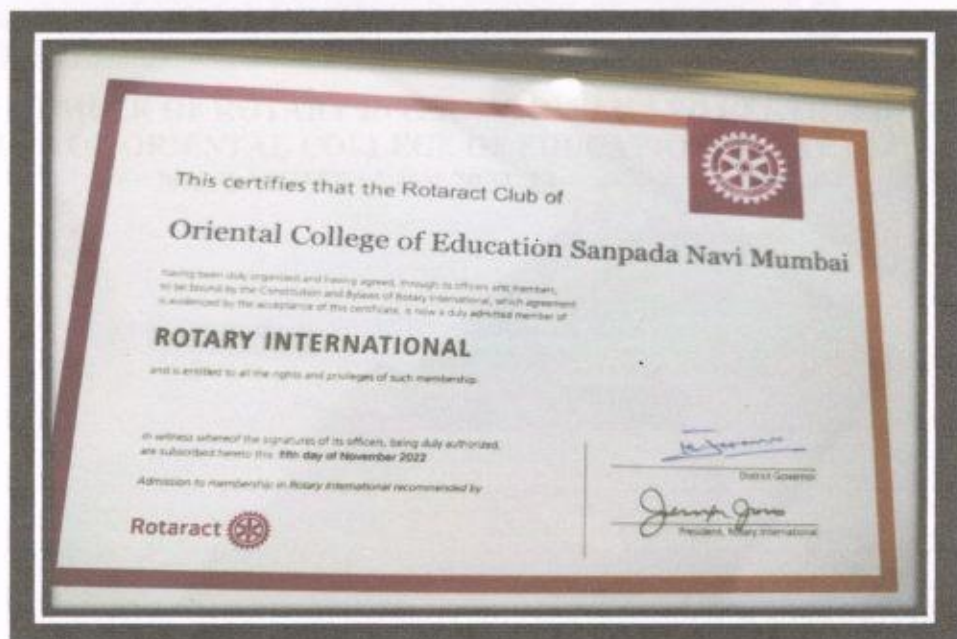 This certifies that the Rotaract Club of
Oriental College of Education Sanpada Navi Mumbai
having been duly organized and having agreed, through its officers and members,
to be bound by the Constitution and Bylaws of Rotary International, which agreement
is evidenced by the acceptance of this certificate, is now a duly admitted member of
ROTARY INTERNATIONAL
and is entitled to all the rights and privileges of such membership.
In witness whereof the signatures of its officers, being duly authorized,
are subscribed hereto this day of November 2022
District Governor
Admission to membership in Rotary International recommended by
President, Rotary International
Rotaract